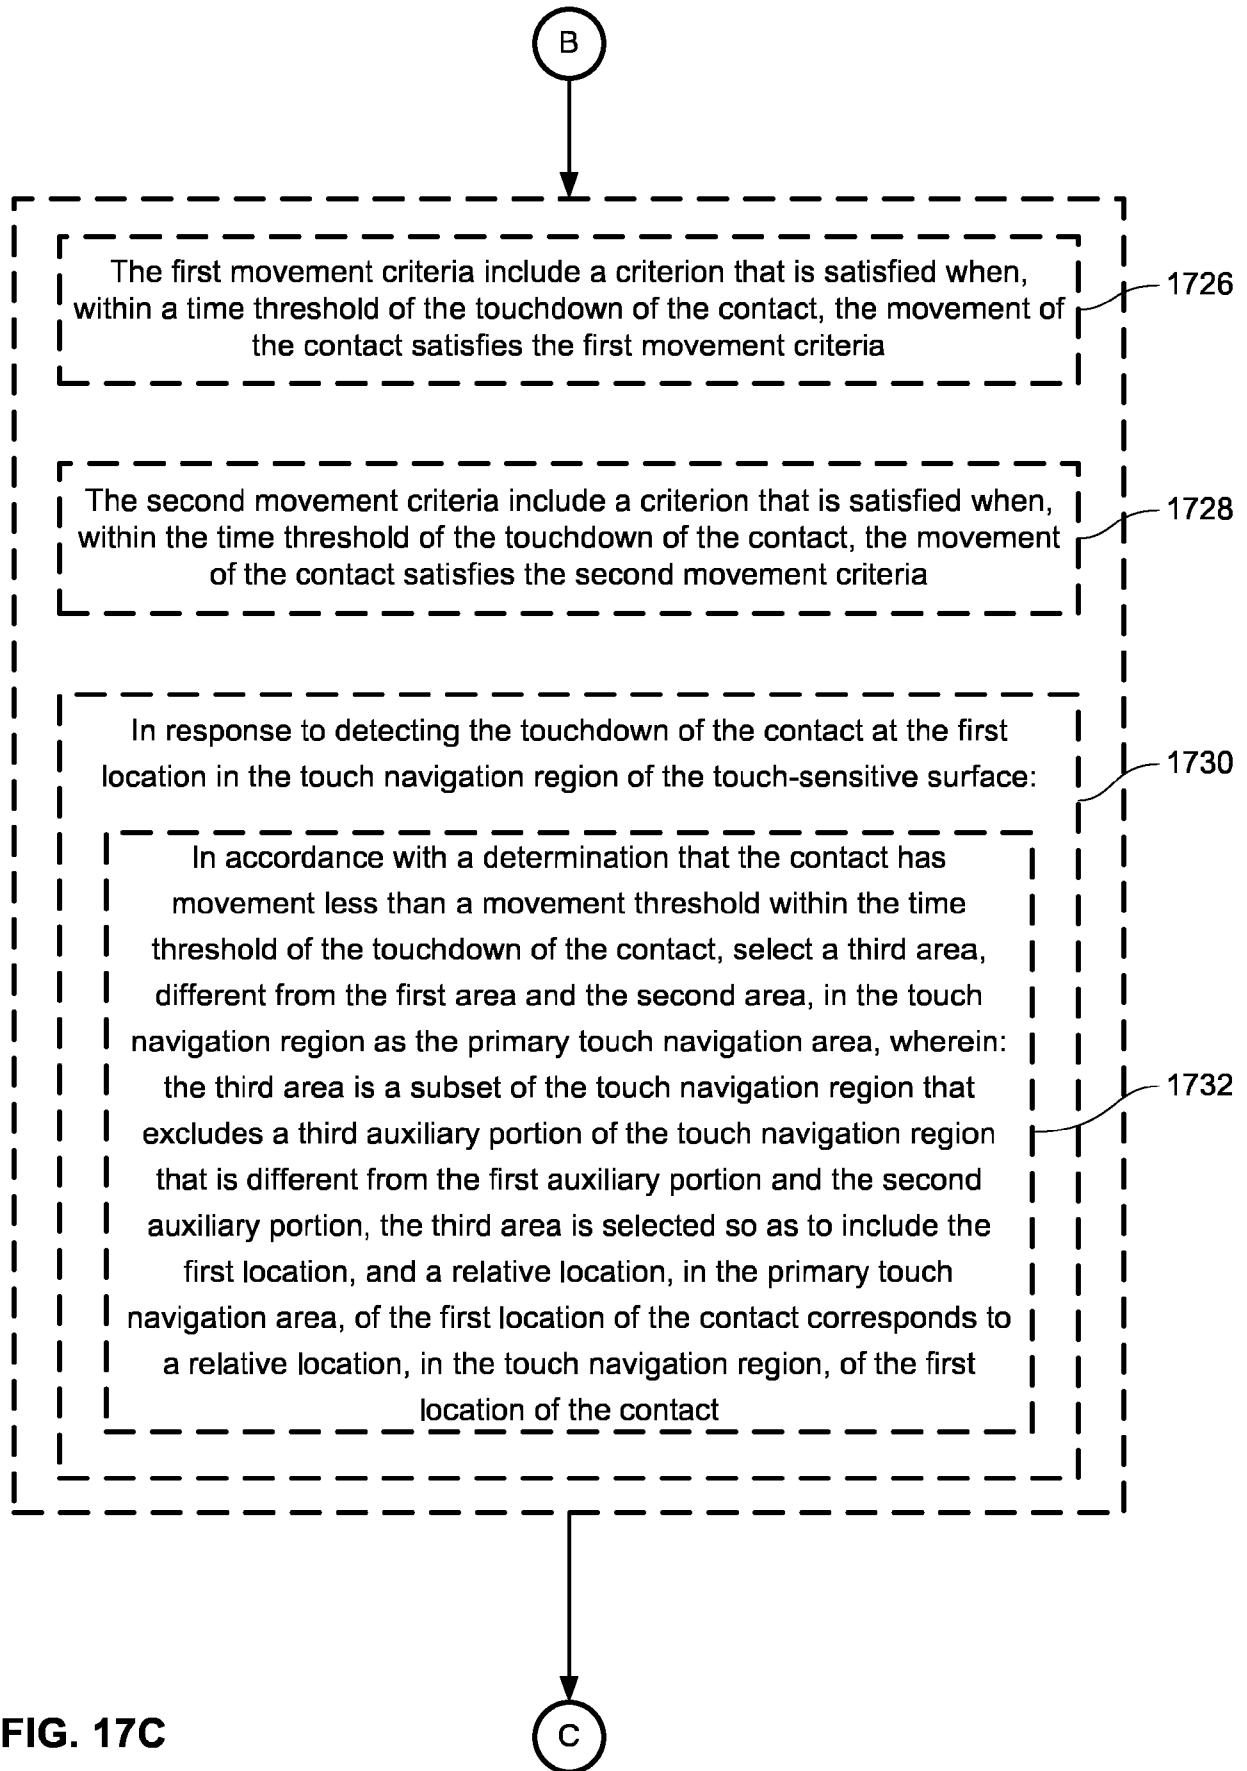 B
The first movement criteria include a criterion that is satisfied when,
within a time threshold of the touchdown of the contact, the movement of
the contact satisfies the first movement criteria
1726
The second movement criteria include a criterion that is satisfied when,
within the time threshold of the touchdown of the contact, the movement
of the contact satisfies the second movement criteria
1728
In response to detecting the touchdown of the contact at the first
location in the touch navigation region of the touch-sensitive surface:
1730
In accordance with a determination that the contact has
movement less than a movement threshold within the time
threshold of the touchdown of the contact, select a third area,
different from the first area and the second area, in the touch
navigation region as the primary touch navigation area, wherein:
the third area is a subset of the touch navigation region that
excludes a third auxiliary portion of the touch navigation region
that is different from the first auxiliary portion and the second
auxiliary portion, the third area is selected so as to include the
first location, and a relative location, in the primary touch
navigation area, of the first location of the contact corresponds to
a relative location, in the touch navigation region, of the first
location of the contact
1732
FIG. 17C
C